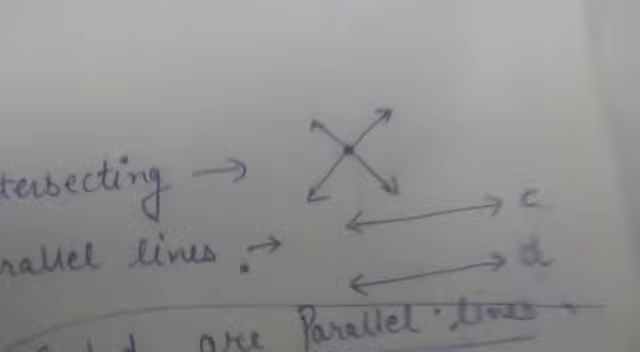 tersecting →
c
rallel lines. →
d
are Parallel lines